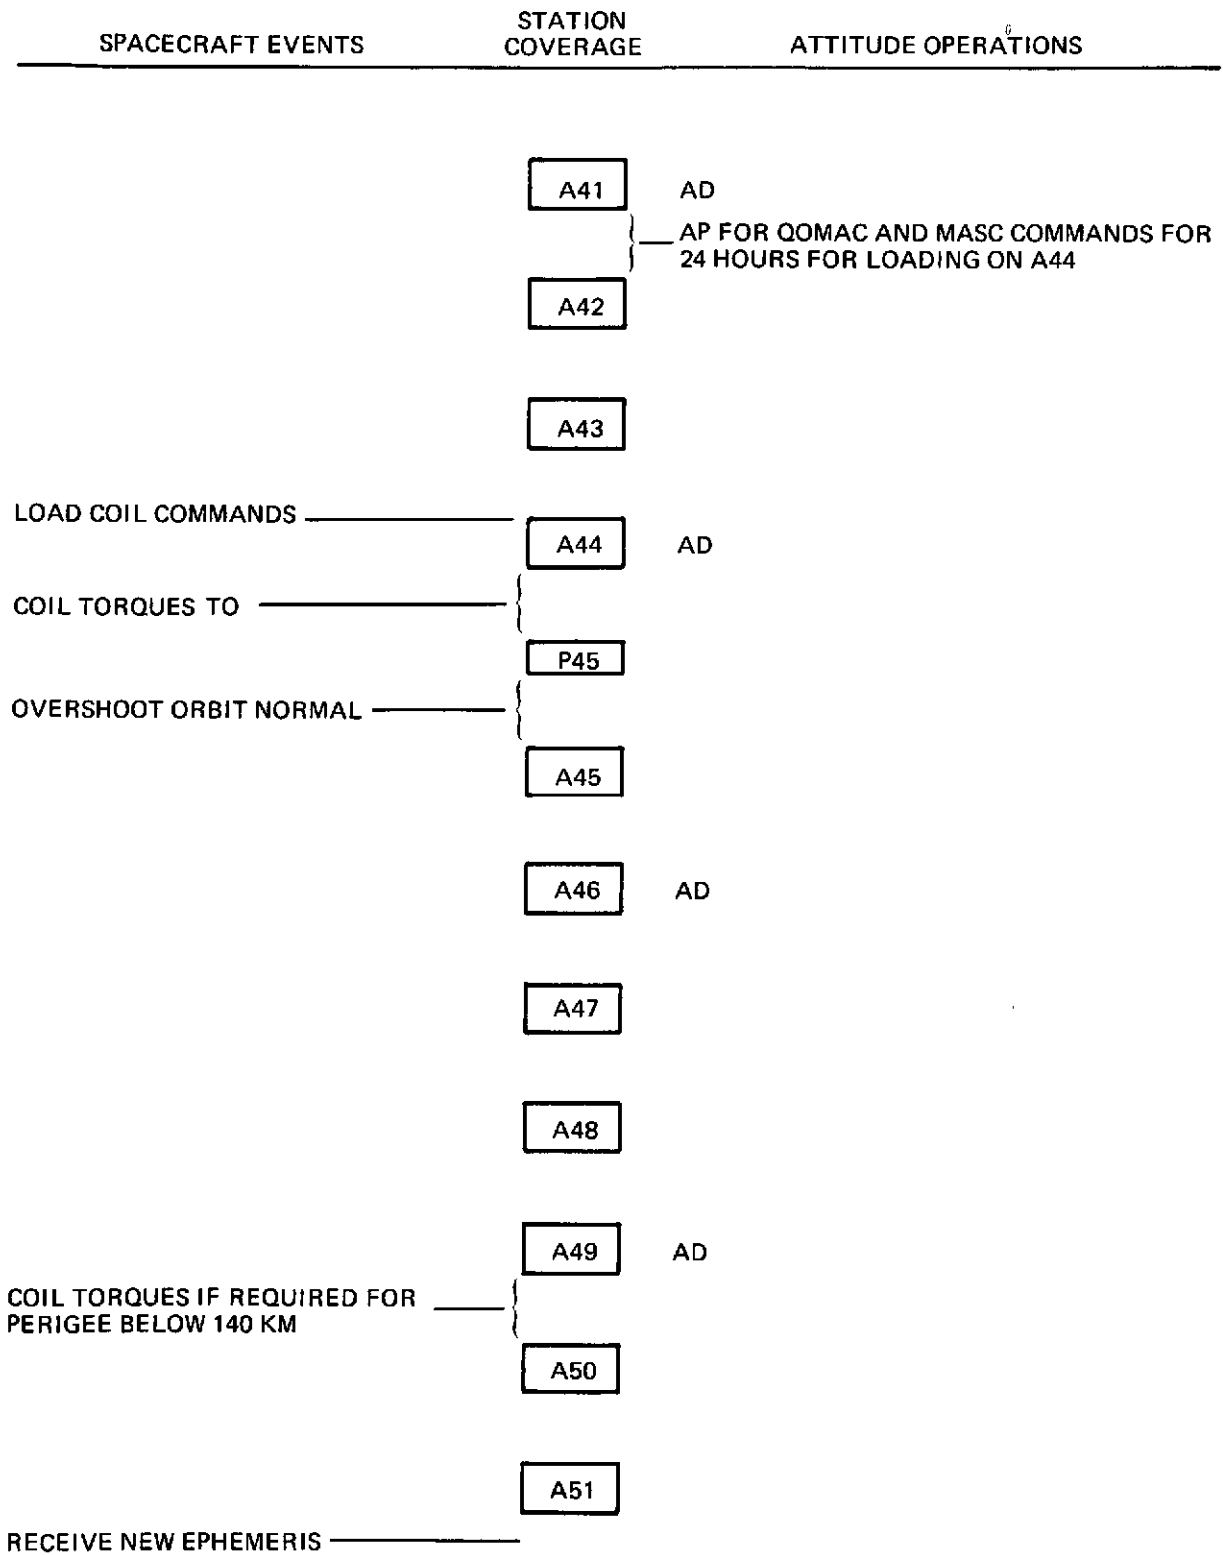 SPACECRAFT EVENTS
STATION
COVERAGE
ATTITUDE OPERATIONS
A41
AD
AP FOR QOMAC AND MASC COMMANDS FOR
24 HOURS FOR LOADING ON A44
A42
A43
LOAD COIL COMMANDS
A44
AD
COIL TORQUES TO
P45
OVERSHOOT ORBIT NORMAL
A45
A46
AD
A47
A48
A49
AD
COIL TORQUES IF REQUIRED FOR
PERIGEE BELOW 140 KM
A50
A51
RECEIVE NEW EPHEMERIS